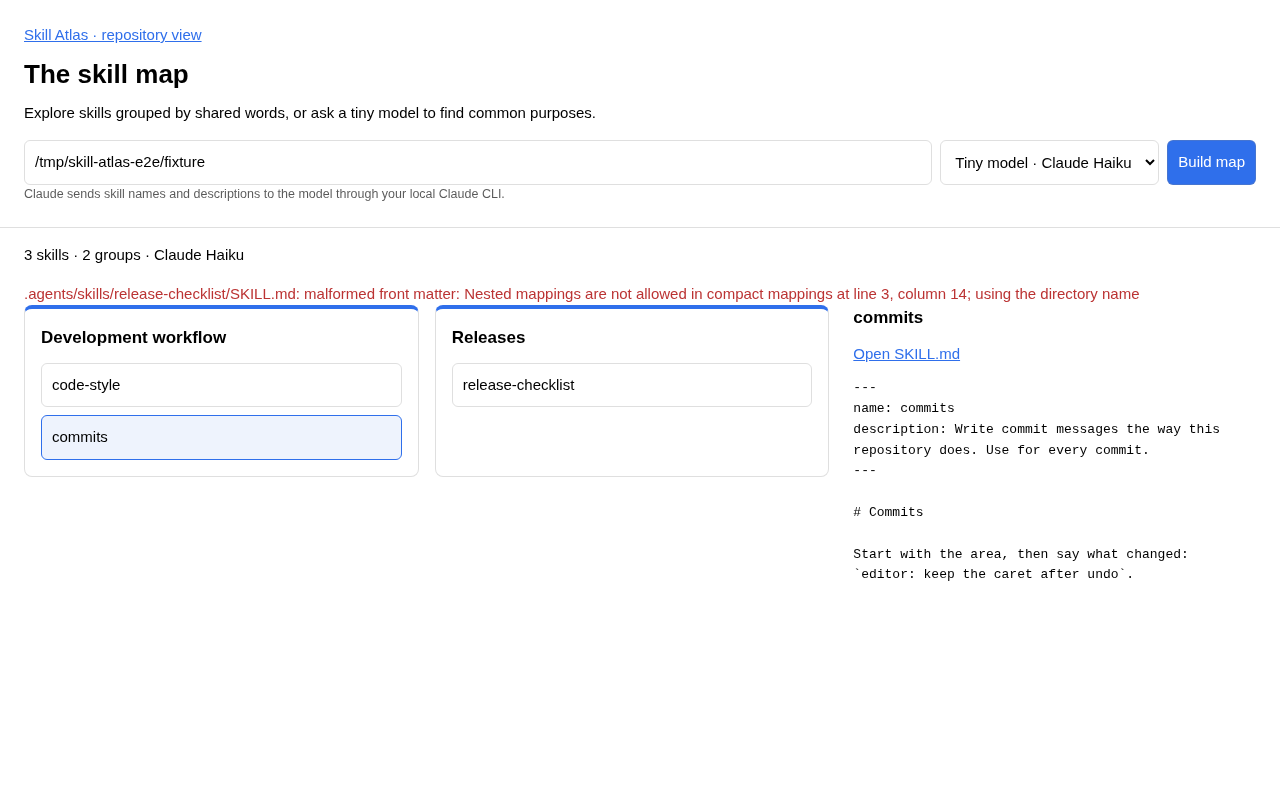 Skill Atlas · repository view
The skill map
Explore skills grouped by shared words, or ask a tiny model to find common purposes.
/tmp/skill-atlas-e2e/fixture
Tiny model · Claude Haiku
Build map
Claude sends skill names and descriptions to the model through your local Claude CLI.
3 skills · 2 groups · Claude Haiku
.agents/skills/release-checklist/SKILL.md: malformed front matter: Nested mappings are not allowed in compact mappings at line 3, column 14; using the directory name
Development workflow
code-style
commits
Releases
release-checklist
commits
Open SKILL.md
---
name: commits
description: Write commit messages the way this
repository does. Use for every commit.
---
# Commits
Start with the area, then say what changed:
`editor: keep the caret after undo`.